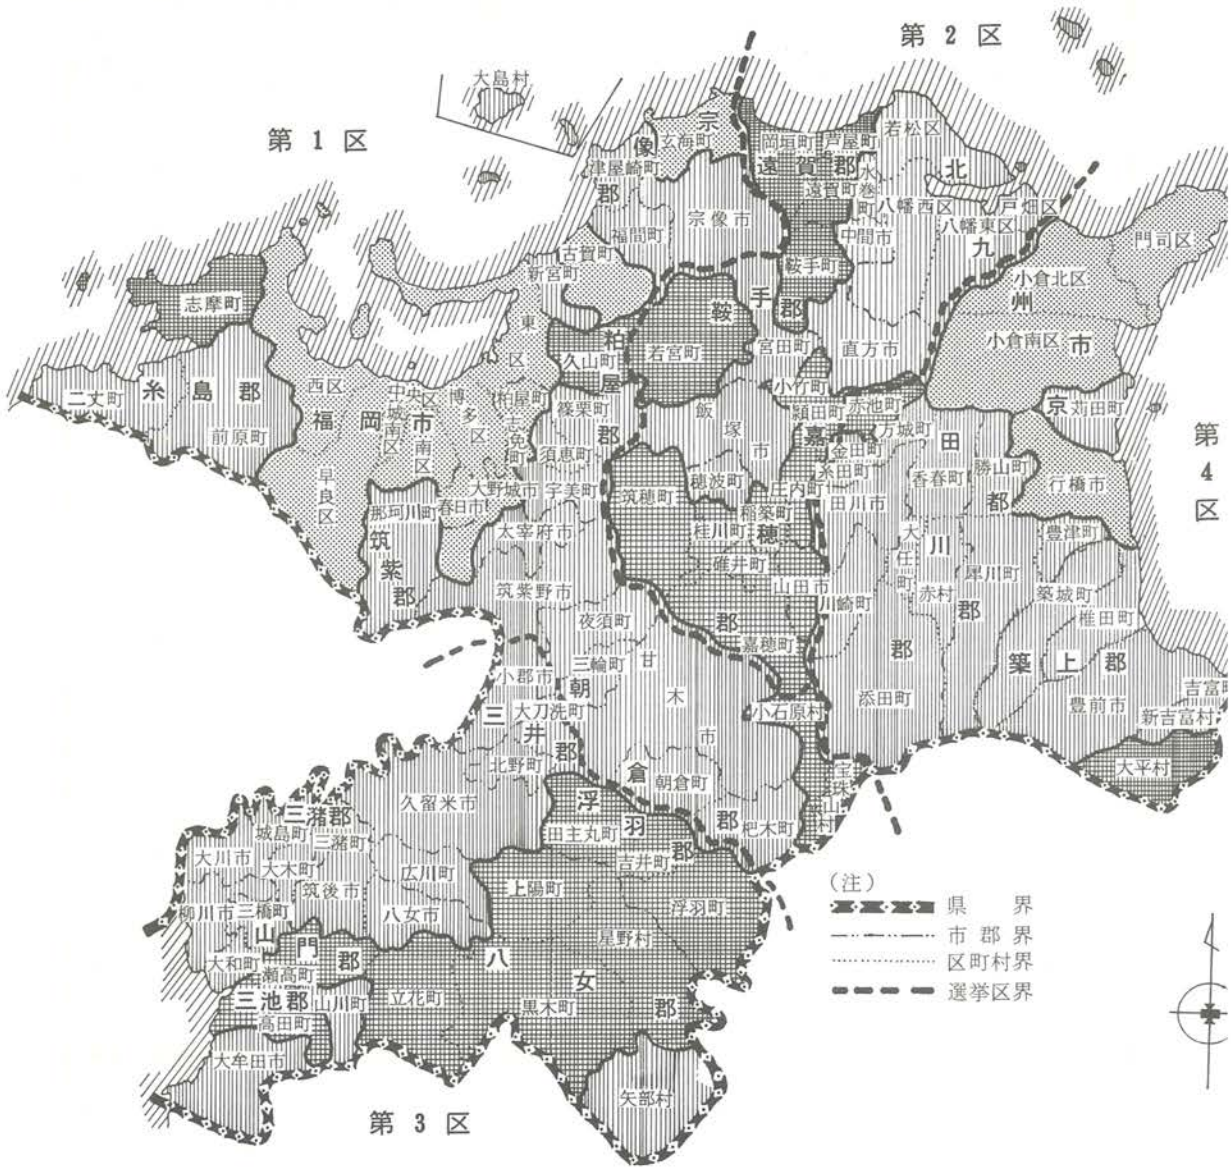 第 2 区
大島村
第 1 区
宗像郡
玄海町
津屋崎町
宗像市
福間町
古賀町
新宮町
岡垣町
芦屋町
遠賀郡
遠賀町
水巻町
中間市
鞍手町
若松区
北九州市
八幡西区
戸畑区
八幡東区
門司区
小倉北区
小倉南区
志摩町
東区
粕屋郡
久山町
鞍手郡
若宮町
宮田町
直方市
小竹町
二丈町
糸島郡
前原町
西区
福岡市
中央区
城南区
南区
博多区
早良区
粕屋町
志免町
篠栗町
須恵町
宇美町
大野城市
春日市
那珂川町
筑紫郡
太宰府市
筑紫野市
飯塚市
穂波町
筑穂町
頴田町
嘉穂郡
庄内町
稲築町
桂川町
碓井町
山田市
嘉穂町
赤池町
方城町
金田町
糸田町
田川市
田川郡
香春町
大任町
赤村
川崎町
添田町
京都郡
苅田町
勝山町
行橋市
豊津町
犀川町
第 4 区
築城町
椎田町
築上郡
豊前市
吉富
新吉富村
大平村
夜須町
三輪町
甘木市
朝倉郡
朝倉町
杷木町
小石原村
宝珠山村
小郡市
三井郡
大刀洗町
北野町
久留米市
浮羽郡
田主丸町
吉井町
浮羽町
三潴郡
城島町
三潴町
大川市
大木町
筑後市
広川町
八女市
柳川市
三橋町
山門郡
大和町
瀬高町
三池郡
山川町
高田町
大牟田市
上陽町
星野村
八女郡
立花町
黒木町
矢部村
第 3 区
(注)
県 界
市 郡 界
区町村界
選挙区界